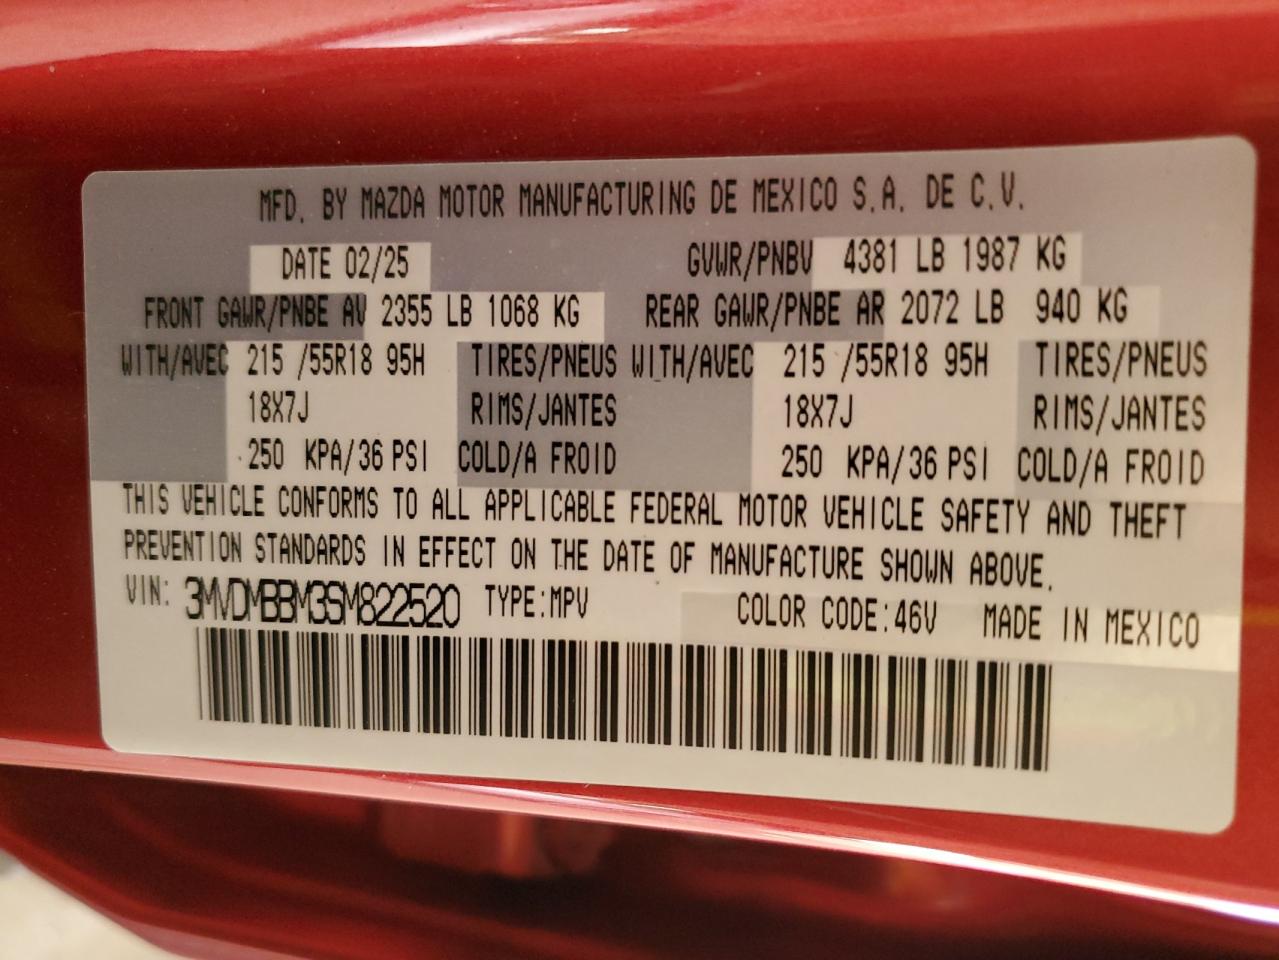 MFD. BY MAZDA MOTOR MANUFACTURING DE MEXICO S.A. DE C.V.
DATE 02/25 GVWR/PNBV 4381 LB 1987 KG
FRONT GAWR/PNBE AV 2355 LB 1068 KG REAR GAWR/PNBE AR 2072 LB 940 KG
WITH/AVEC 215 /55R18 95H TIRES/PNEUS WITH/AVEC 215 /55R18 95H TIRES/PNEUS
18X7J RIMS/JANTES 18X7J RIMS/JANTES
250 KPA/36 PSI COLD/A FROID 250 KPA/36 PSI COLD/A FROID
THIS VEHICLE CONFORMS TO ALL APPLICABLE FEDERAL MOTOR VEHICLE SAFETY AND THEFT
PREVENTION STANDARDS IN EFFECT ON THE DATE OF MANUFACTURE SHOWN ABOVE.
VIN: 3MVDMBBM3SM822520 TYPE:MPV COLOR CODE:46V MADE IN MEXICO